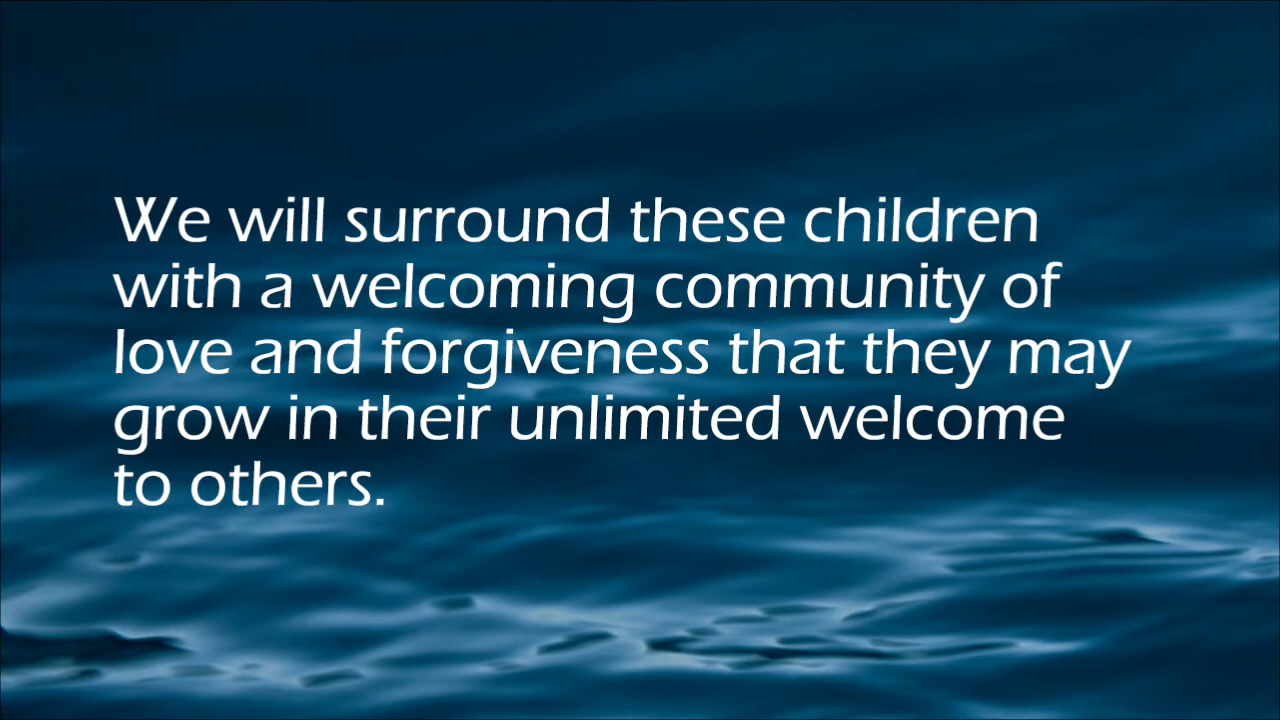 We will surround these children
with a welcoming community of
love and forgiveness that they may
grow in their unlimited welcome
to others.